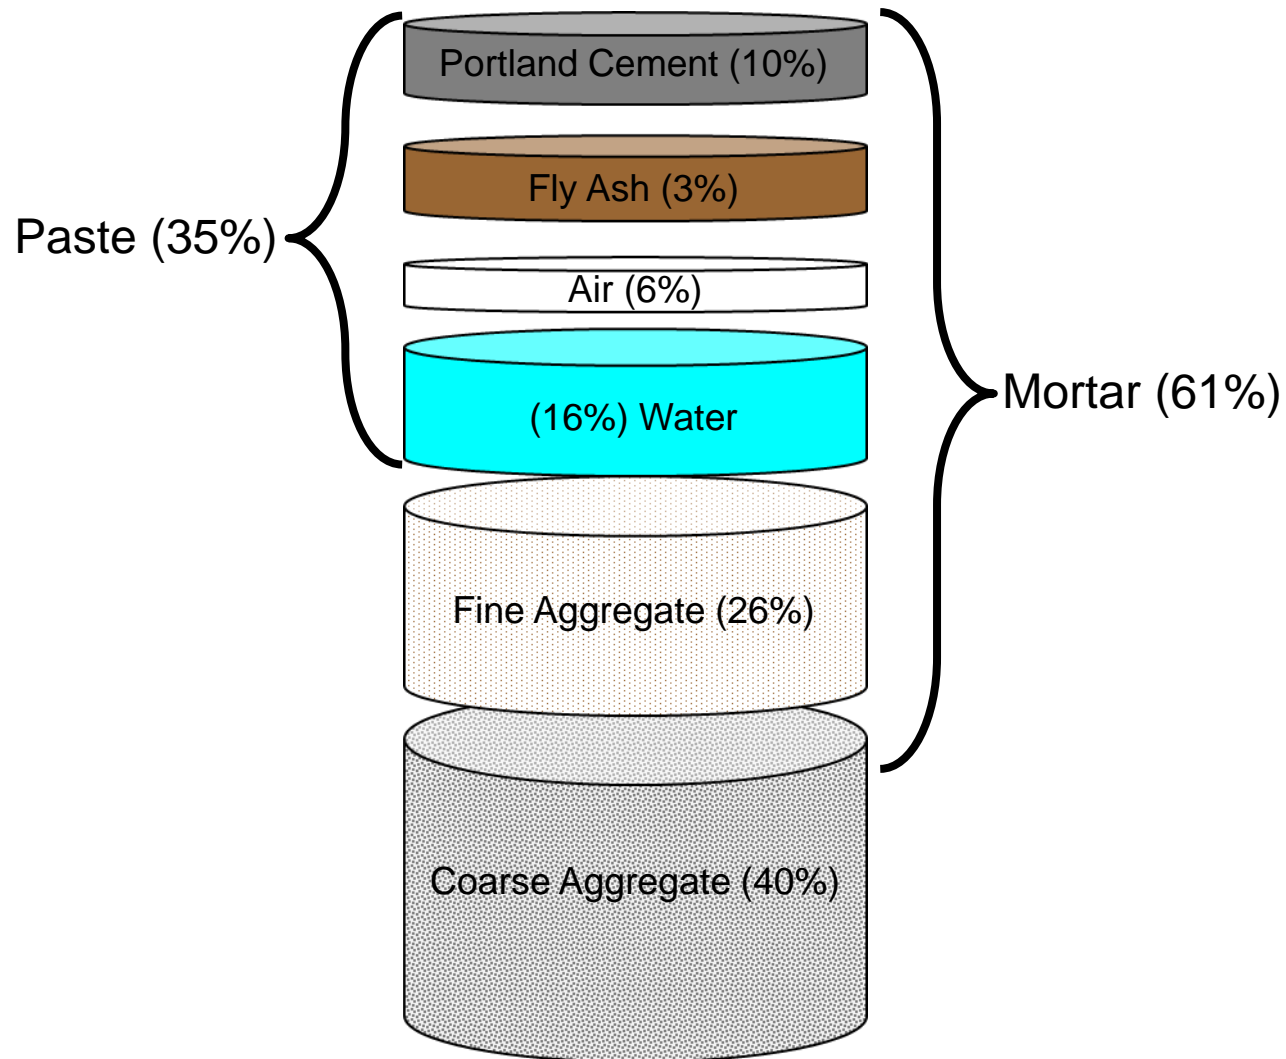 Portland Cement (10%)
Fly Ash (3%)
Paste (35%)
Air (6%)
Mortar (61%)
(16%) Water
Fine Aggregate (26%)
Coarse Aggregate (40%)